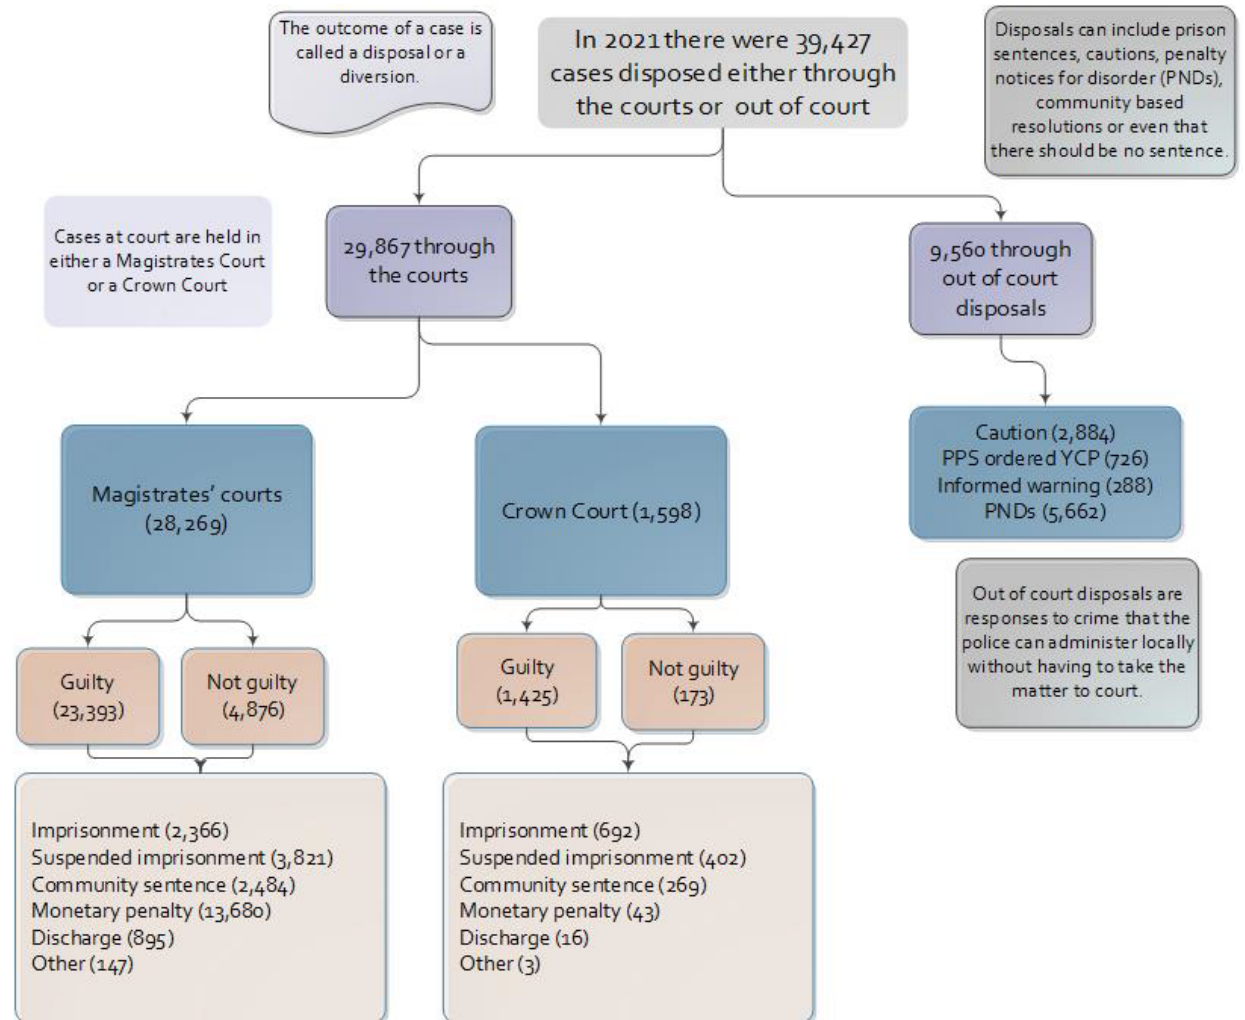 The outcome of a case is
called a disposal or a
diversion.
In 2021 there were 39,427
cases disposed either through
the courts or out of court
Disposals can include prison
sentences, cautions, penalty
notices for disorder (PNDs),
community based
resolutions or even that
there should be no sentence.
Cases at court are held in
either a Magistrates Court
or a Crown Court
29,867 through
the courts
9,560 through
out of court
disposals
Magistrates' courts
(28,269)
Crown Court (1,598)
Caution (2,884)
PPS ordered YCP (726)
Informed warning (288)
PNDs (5,662)
Out of court disposals are
responses to crime that the
police can administer locally
without having to take the
matter to court.
Guilty
(23,393)
Not guilty
(4,876)
Guilty
(1,425)
Not guilty
(173)
Imprisonment (2,366)
Suspended imprisonment (3,821)
Community sentence (2,484)
Monetary penalty (13,680)
Discharge (895)
Other (147)
Imprisonment (692)
Suspended imprisonment (402)
Community sentence (269)
Monetary penalty (43)
Discharge (16)
Other (3)